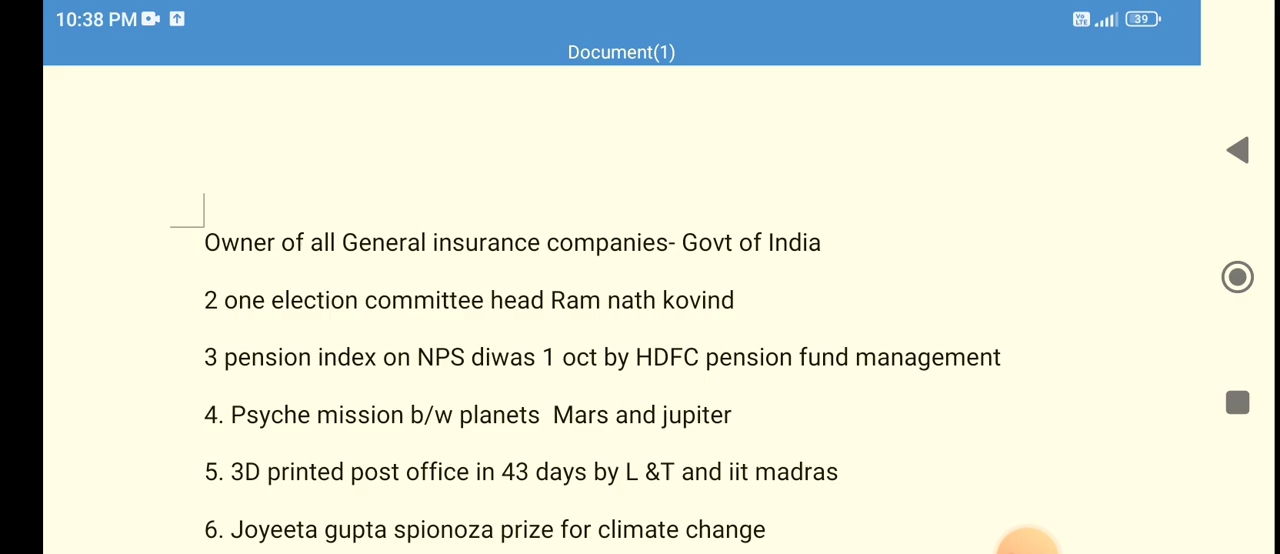 10:38 PM
Vo LTE 39
Document(1)
Owner of all General insurance companies- Govt of India
2 one election committee head Ram nath kovind
3 pension index on NPS diwas 1 oct by HDFC pension fund management
4. Psyche mission b/w planets  Mars and jupiter
5. 3D printed post office in 43 days by L &T and iit madras
6. Joyeeta gupta spionoza prize for climate change